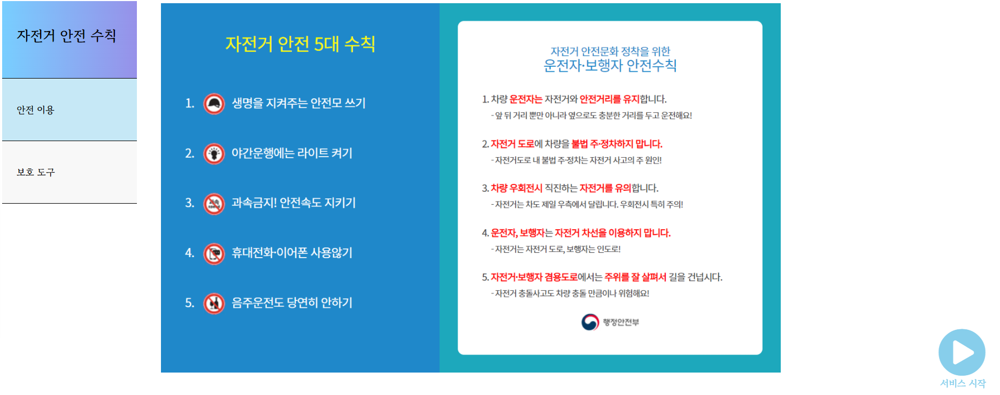 자전거 안전 수칙
안전 이용
보호 도구
자전거 안전 5대 수칙
1. 생명을 지켜주는 안전모 쓰기
2. 야간운행에는 라이트 켜기
3. 과속금지! 안전속도 지키기
4. 휴대전화·이어폰 사용않기
5. 음주운전도 당연히 안하기
자전거 안전문화 정착을 위한
운전자·보행자 안전수칙
1. 차량 운전자는 자전거와 안전거리를 유지합니다.
- 앞 뒤 거리 뿐만 아니라 옆으로도 충분한 거리를 두고 운전해요!
2. 자전거 도로에 차량을 불법 주·정차하지 맙니다.
- 자전거도로 내 불법 주·정차는 자전거 사고의 주 원인!
3. 차량 우회전시 직진하는 자전거를 유의합니다.
- 자전거는 차도 제일 우측에서 달립니다. 우회전시 특히 주의!
4. 운전자, 보행자는 자전거 차선을 이용하지 맙니다.
- 자전거는 자전거 도로, 보행자는 인도로!
5. 자전거·보행자 겸용도로에서는 주위를 잘 살펴서 길을 건넙시다.
- 자전거 충돌사고도 차량 충돌 만큼이나 위험해요!
행정안전부
서비스 시작